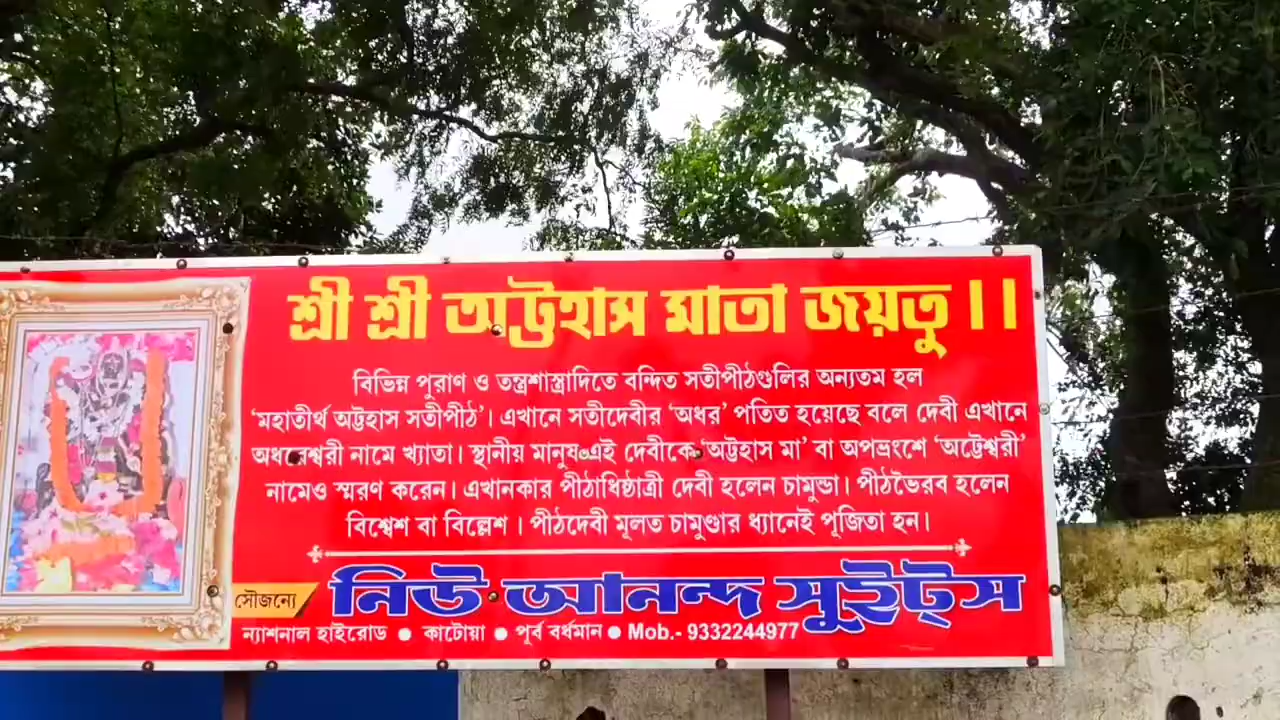 শ্রী শ্রী অট্টহাস মাতা জয়তু ।।
বিভিন্ন পুরাণ ও তন্ত্রশাস্ত্রাদিতে বন্দিত সতীপীঠগুলির অন্যতম হল
‘মহাতীর্থ অট্টহাস সতীপীঠ’। এখানে সতীদেবীর ‘অধর’ পতিত হয়েছে বলে দেবী এখানে
অধরেশ্বরী নামে খ্যাতা। স্থানীয় মানুষ এই দেবীকে ‘অট্টহাস মা’ বা অপভ্রংশে ‘অট্টেশ্বরী’
নামেও স্মরণ করেন। এখানকার পীঠাধিষ্ঠাত্রী দেবী হলেন চামুন্ডা। পীঠভৈরব হলেন
বিশ্বেশ বা বিল্লেশ । পীঠদেবী মূলত চামুণ্ডার ধ্যানেই পূজিতা হন।
সৌজন্যে নিউ আনন্দ সুইট্‌স
ন্যাশনাল হাইরোড ● কাটোয়া ● পূর্ব বর্ধমান ● Mob.- 9332244977